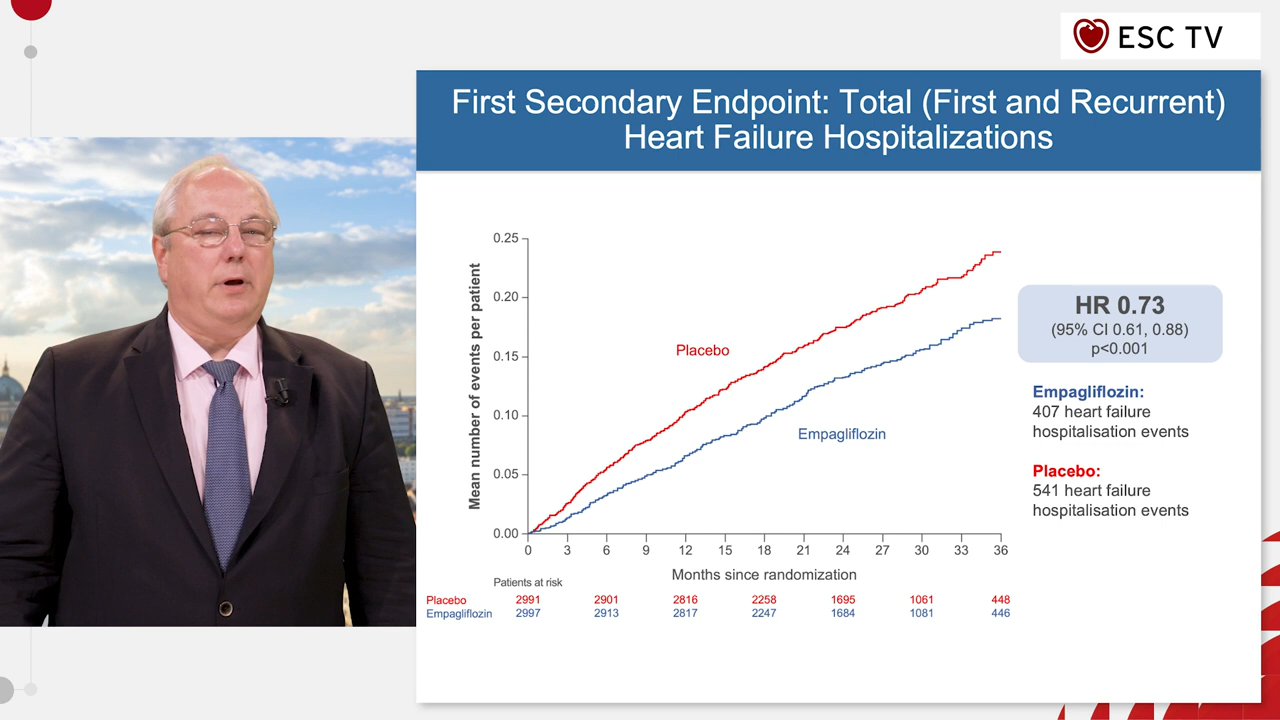 ESC TV
First Secondary Endpoint: Total (First and Recurrent)
Heart Failure Hospitalizations
Mean number of events per patient
0.25
0.20
0.15
0.10
0.05
0.00
Placebo
Empagliflozin
0 3 6 9 12 15 18 21 24 27 30 33 36
Months since randomization
Patients at risk
Placebo 2991 2901 2816 2258 1695 1061 448
Empagliflozin 2997 2913 2817 2247 1684 1081 446
HR 0.73
(95% CI 0.61, 0.88)
p<0.001
Empagliflozin:
407 heart failure
hospitalisation events
Placebo:
541 heart failure
hospitalisation events